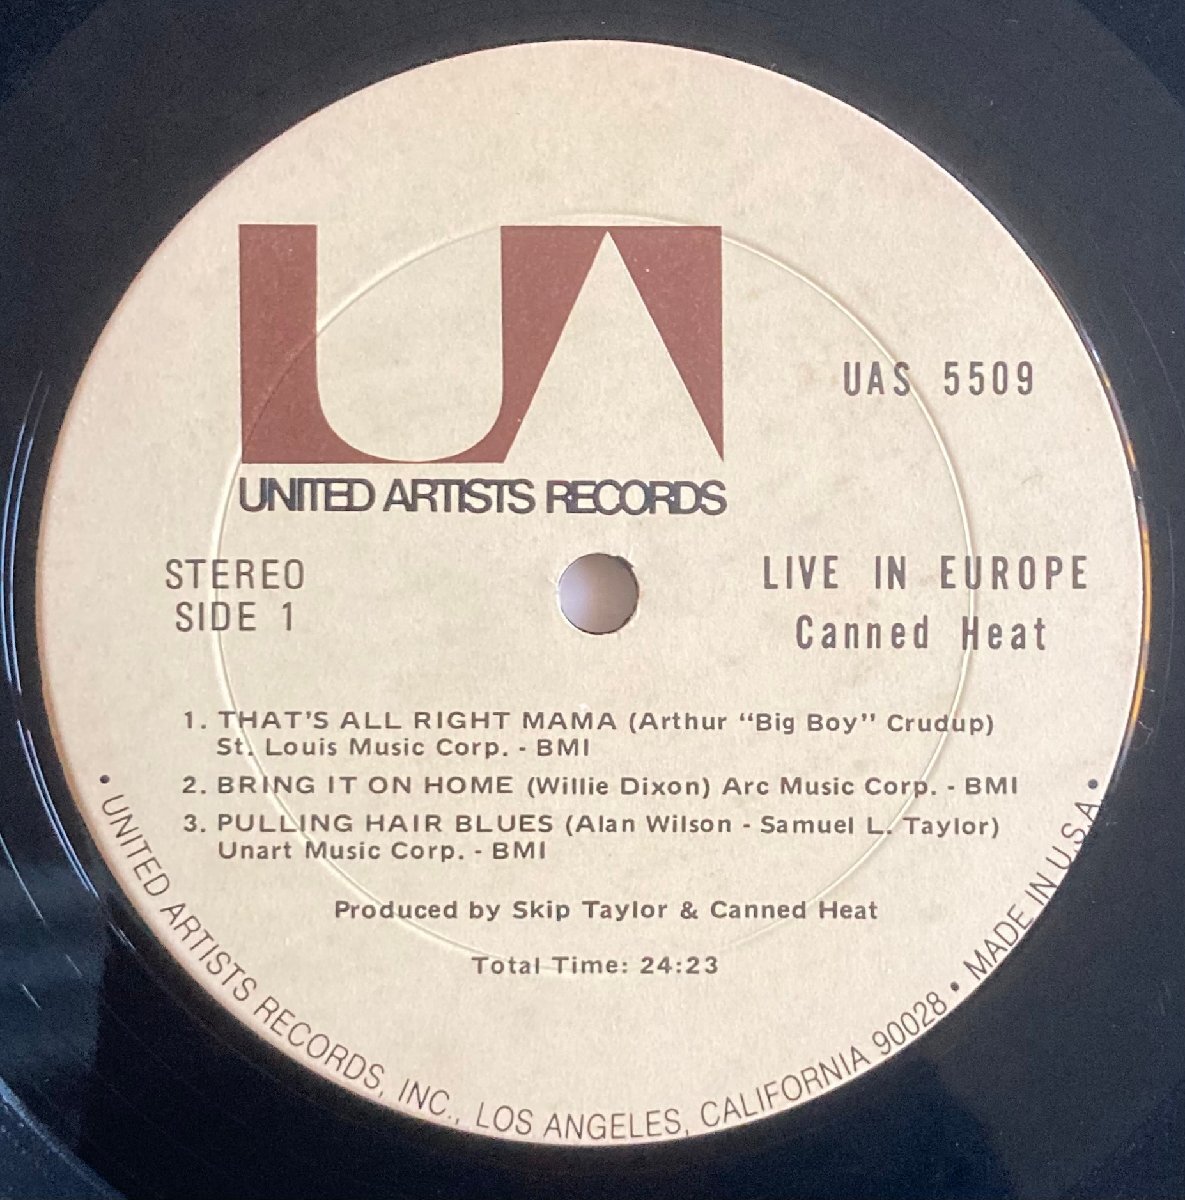 UA
UNITED ARTISTS RECORDS
UAS 5509
STEREO
SIDE 1
LIVE IN EUROPE
Canned Heat
1. THAT'S ALL RIGHT MAMA (Arthur "Big Boy" Crudup)
St. Louis Music Corp. - BMI
2. BRING IT ON HOME (Willie Dixon) Arc Music Corp. - BMI
3. PULLING HAIR BLUES (Alan Wilson - Samuel L. Taylor)
Unart Music Corp. - BMI
Produced by Skip Taylor & Canned Heat
Total Time: 24:23
• UNITED ARTISTS RECORDS, INC., LOS ANGELES, CALIFORNIA 90028 • MADE IN U.S.A •